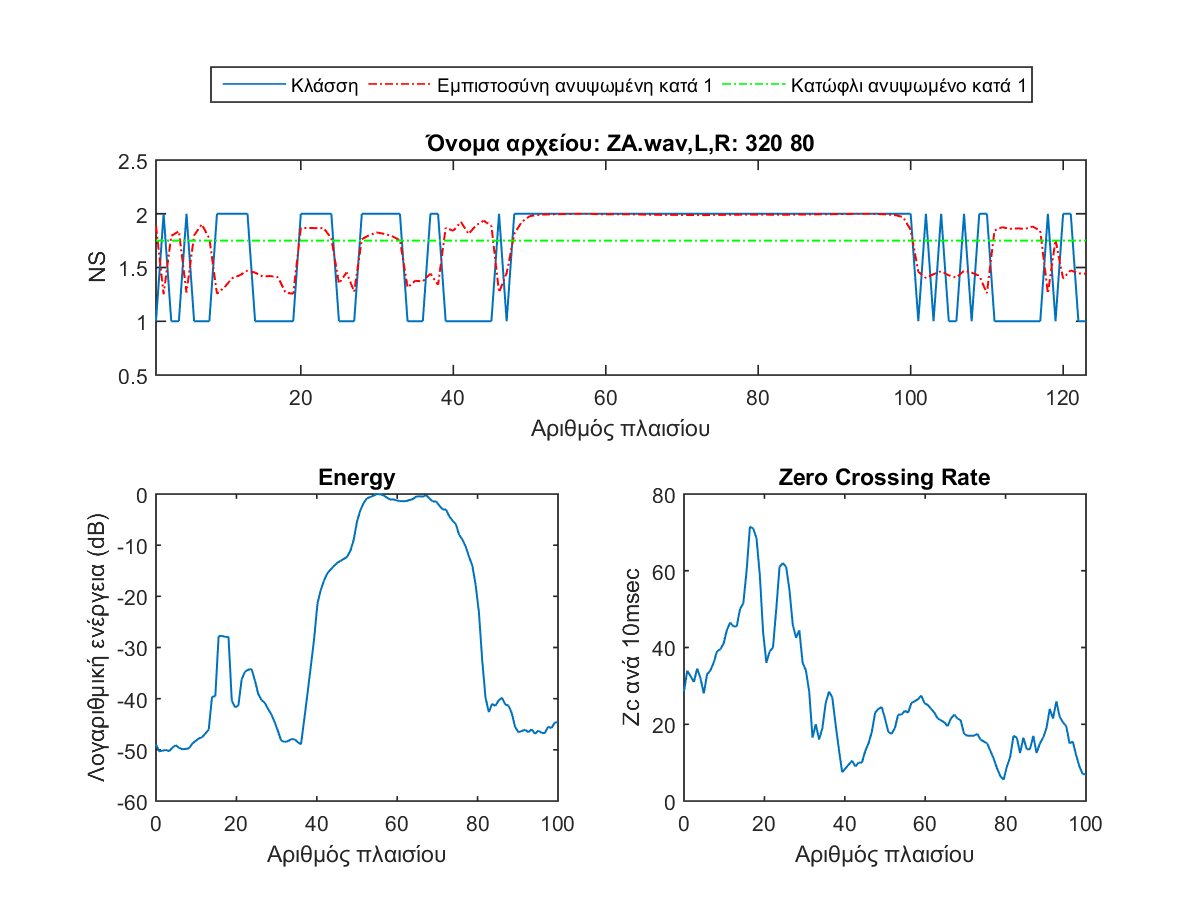 Κλάσση Εμπιστοσύνη ανυψωμένη κατά 1 Κατώφλι ανυψωμένο κατά 1
Όνομα αρχείου: ZA.wav,L,R: 320 80
2.5
2
1.5
1
0.5
NS
20 40 60 80 100 120
Αριθμός πλαισίου
Energy
0
-10
-20
-30
-40
-50
-60
Λογαριθμική ενέργεια (dB)
0 20 40 60 80 100
Αριθμός πλαισίου
Zero Crossing Rate
80
60
40
20
0
Zc ανά 10msec
0 20 40 60 80 100
Αριθμός πλαισίου